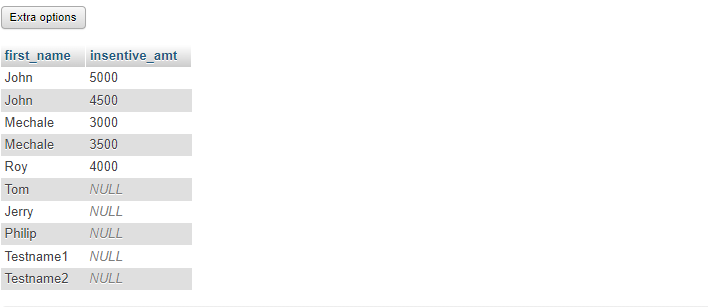 Extra options
first_name insentive_amt
John 5000
John 4500
Mechale 3000
Mechale 3500
Roy 4000
Tom NULL
Jerry NULL
Philip NULL
Testname1 NULL
Testname2 NULL